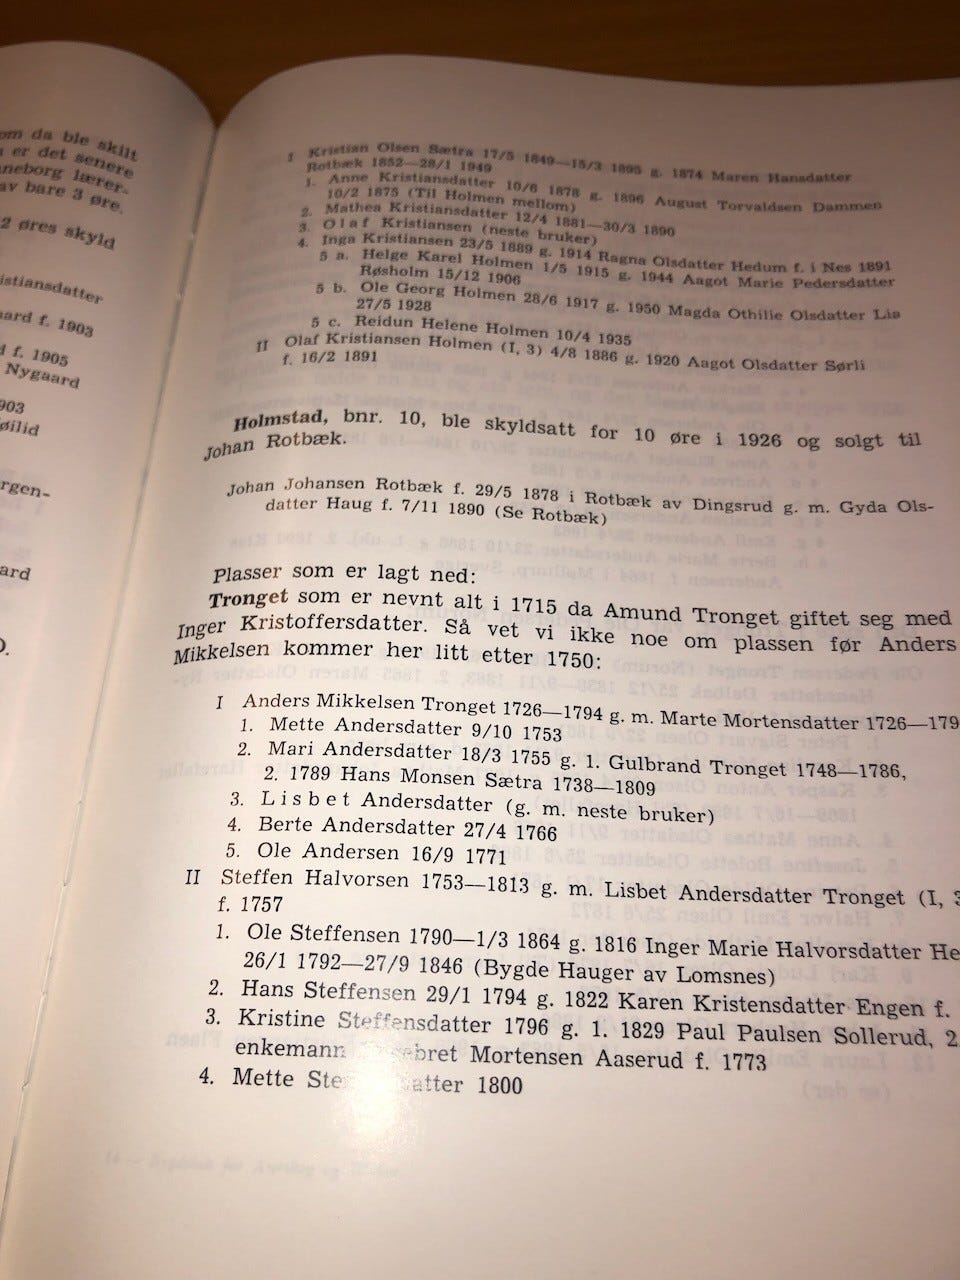 om da ble skilt
er det senere
nneborg lærer-
av bare 3 øre.
2 øres skyld
istiansdatter
ard f. 1903
f. 1905
Nygaard
903
øilid
rgen-
ard
I Kristian Olsen Sætra 17/5 1849—15/3 1895 g. 1874 Maren Hansdatter
Rotbæk 1852—28/1 1949
1. Anne Kristiansdatter 10/6 1878 g. 1896 August Torvaldsen Dammen
10/2 1875 (Til Holmen mellom)
2. Mathea Kristiansdatter 12/4 1881—30/3 1890
3. Olaf Kristiansen (neste bruker)
4. Inga Kristiansen 23/5 1889 g. 1914 Ragna Olsdatter Hedum f. i Nes 1891
5 a. Helge Karel Holmen 1/5 1915 g. 1944 Aagot Marie Pedersdatter
Røsholm 15/12 1906
5 b. Ole Georg Holmen 28/6 1917 g. 1950 Magda Othilie Olsdatter Lia
27/5 1928
5 c. Reidun Helene Holmen 10/4 1935
II Olaf Kristiansen Holmen (I, 3) 4/8 1886 g. 1920 Aagot Olsdatter Sørli
f. 16/2 1891
Holmstad, bnr. 10, ble skyldsatt for 10 øre i 1926 og solgt til
Johan Rotbæk.
Johan Johansen Rotbæk f. 29/5 1878 i Rotbæk av Dingsrud g. m. Gyda Ols-
datter Haug f. 7/11 1890 (Se Rotbæk)
Plasser som er lagt ned:
Tronget som er nevnt alt i 1715 da Amund Tronget giftet seg med
Inger Kristoffersdatter. Så vet vi ikke noe om plassen før Anders
Mikkelsen kommer her litt etter 1750:
I Anders Mikkelsen Tronget 1726—1794 g. m. Marte Mortensdatter 1726—179
1. Mette Andersdatter 9/10 1753
2. Mari Andersdatter 18/3 1755 g. 1. Gulbrand Tronget 1748—1786,
2. 1789 Hans Monsen Sætra 1738—1809
3. Lisbet Andersdatter (g. m. neste bruker)
4. Berte Andersdatter 27/4 1766
5. Ole Andersen 16/9 1771
II Steffen Halvorsen 1753—1813 g. m. Lisbet Andersdatter Tronget (I, 3
f. 1757
1. Ole Steffensen 1790—1/3 1864 g. 1816 Inger Marie Halvorsdatter He
26/1 1792—27/9 1846 (Bygde Hauger av Lomsnes)
2. Hans Steffensen 29/1 1794 g. 1822 Karen Kristensdatter Engen f.
3. Kristine Steffensdatter 1796 g. 1. 1829 Paul Paulsen Sollerud, 2.
enkemann Mortensen Aaserud f. 1773
4. Mette 1800